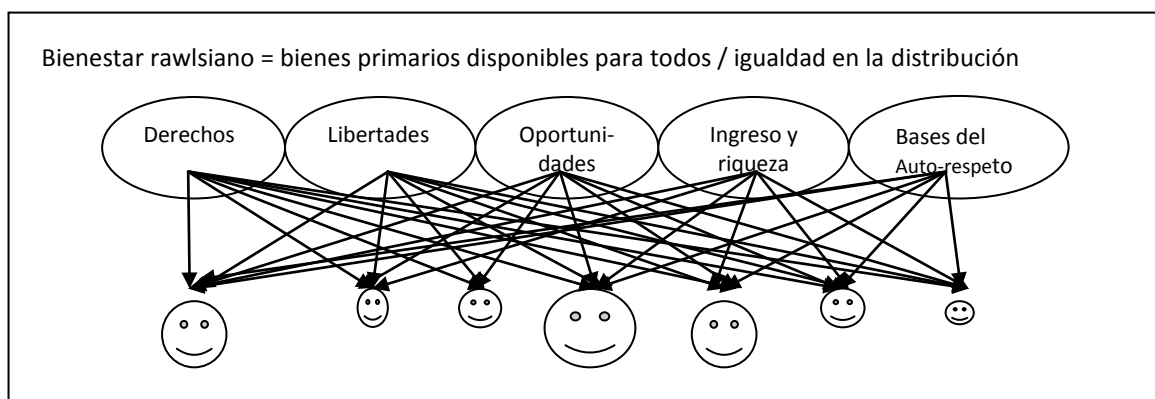 Bienestar rawlsiano = bienes primarios disponibles para todos / igualdad en la distribución
Derechos
Libertades
Oportuni-
dades
Ingreso y
riqueza
Bases del
Auto-respeto